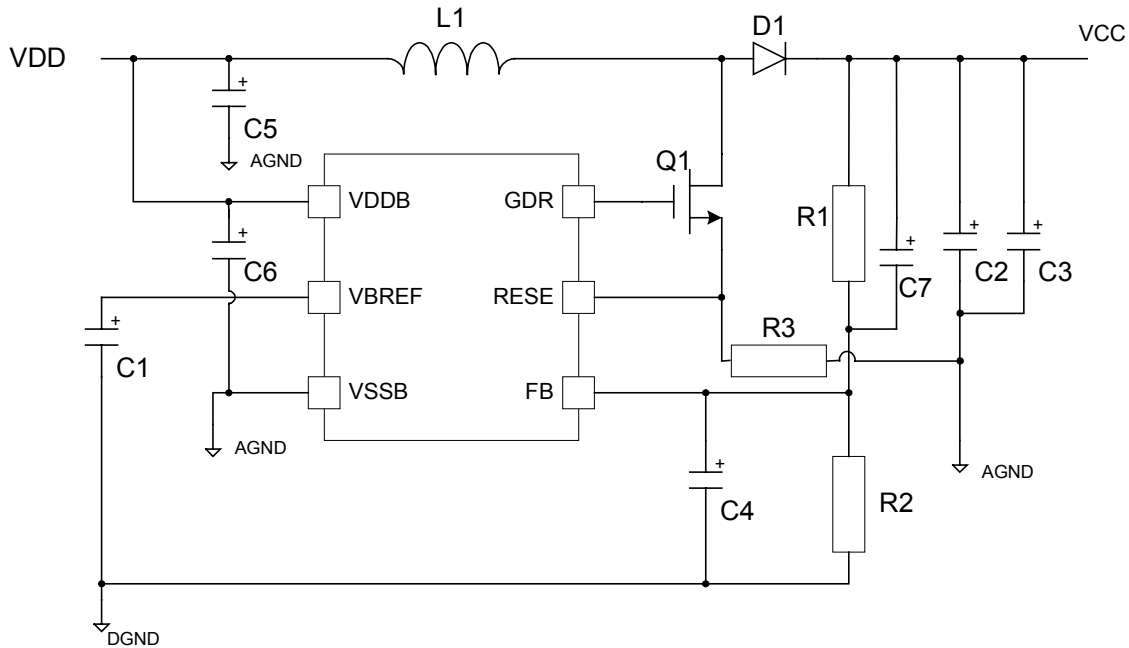 L1
D1
VCC
VDD
+
C5
AGND
Q1
VDDB
GDR
R1
+
C6
+
C7
+
C2
+
C3
VBREF
RESE
+
C1
R3
VSSB
FB
AGND
+
C4
R2
AGND
DGND